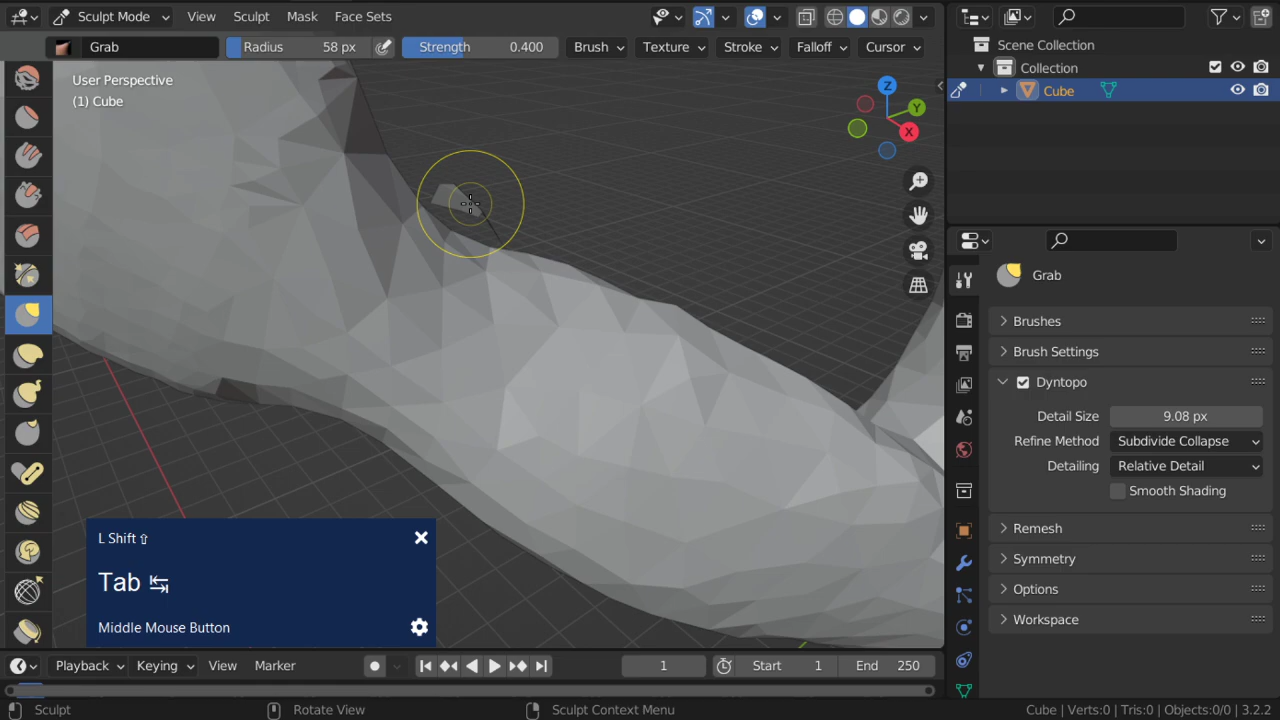 Sculpt Mode View Sculpt Mask Face Sets
Grab Radius 58 px Strength 0.400 Brush Texture Stroke Falloff Cursor
User Perspective
(1) Cube
Z
Y
X
Scene Collection
Collection
Cube
Grab
Brushes
Brush Settings
Dyntopo
Detail Size 9.08 px
Refine Method Subdivide Collapse
Detailing Relative Detail
Smooth Shading
Remesh
Symmetry
Options
Workspace
L Shift ⇧
Tab ↹
Middle Mouse Button
Playback Keying View Marker 1 Start 1 End 250
Sculpt Rotate View Sculpt Context Menu Cube | Verts:0 | Tris:0 | Objects:0/0 | 3.2.2